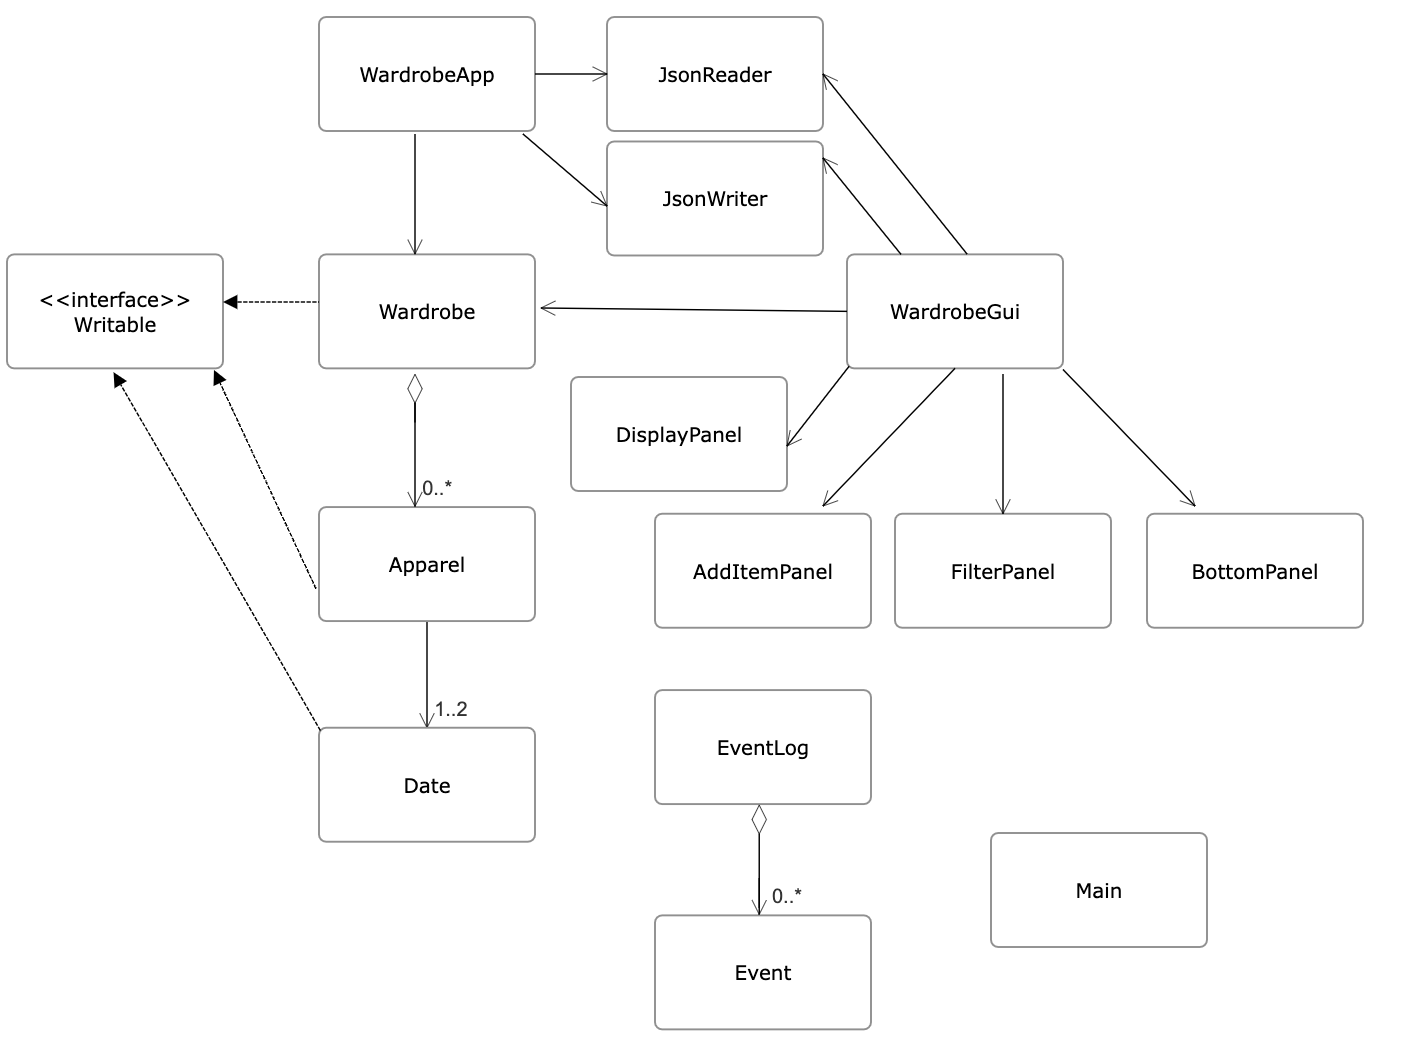 WardrobeApp
JsonReader
JsonWriter
<<interface>>
Writable
Wardrobe
WardrobeGui
DisplayPanel
0..*
Apparel
AddItemPanel
FilterPanel
BottomPanel
1..2
Date
EventLog
0..*
Main
Event